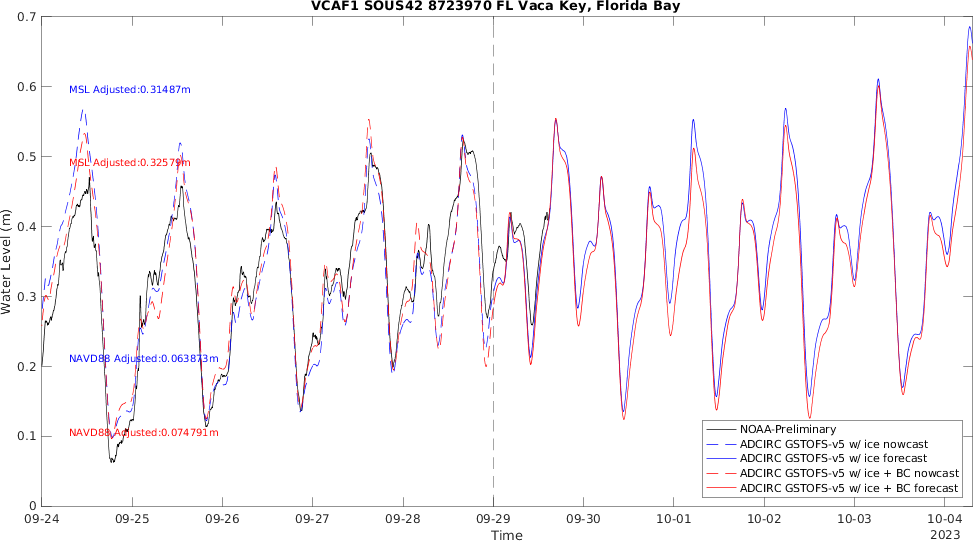 VCAF1 SOUS42 8723970 FL Vaca Key, Florida Bay
0.7
0.6
0.5
0.4
0.3
0.2
0.1
0
Water Level (m)
MSL Adjusted:0.31487m
MSL Adjusted:0.32579m
NAVD88 Adjusted:0.063873m
NAVD88 Adjusted:0.074791m
NOAA-Preliminary
ADCIRC GSTOFS-v5 w/ ice nowcast
ADCIRC GSTOFS-v5 w/ ice forecast
ADCIRC GSTOFS-v5 w/ ice + BC nowcast
ADCIRC GSTOFS-v5 w/ ice + BC forecast
09-24 09-25 09-26 09-27 09-28 09-29 09-30 10-01 10-02 10-03 10-04
2023
Time